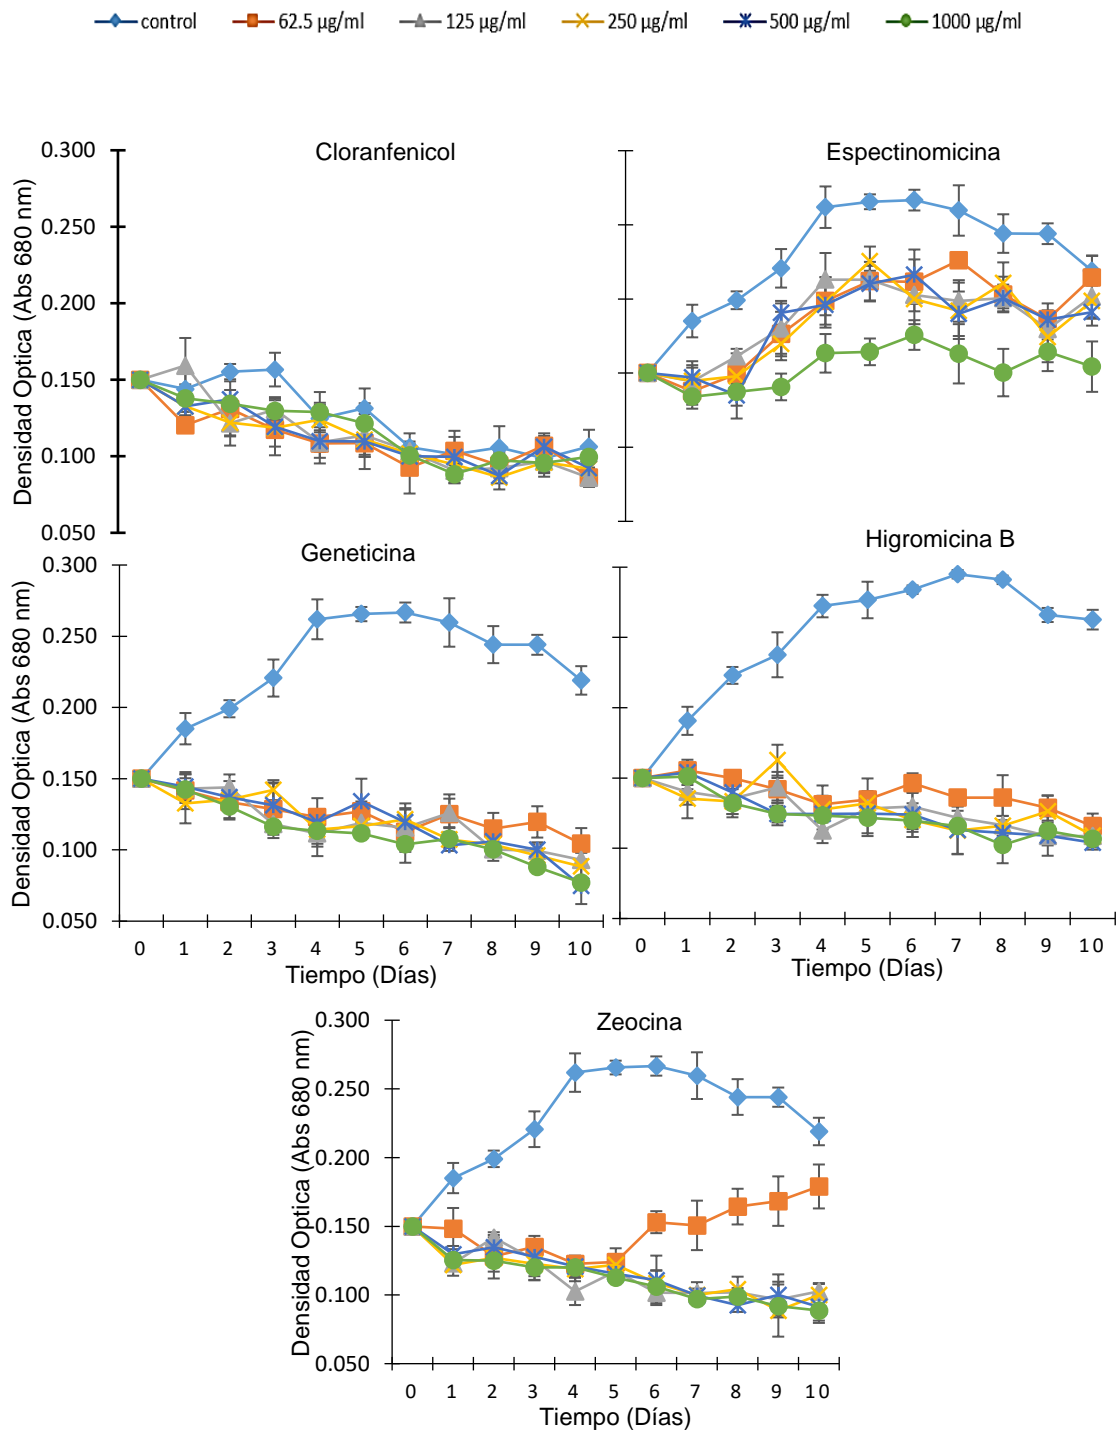 control 62.5 µg/ml 125 µg/ml 250 µg/ml 500 µg/ml 1000 µg/ml
Cloranfenicol
Densidad Optica (Abs 680 nm)
0.300
0.250
0.200
0.150
0.100
0.050
Espectinomicina
Geneticina
Densidad Optica (Abs 680 nm)
0.300
0.250
0.200
0.150
0.100
0.050
0 1 2 3 4 5 6 7 8 9 10
Tiempo (Días)
Higromicina B
0 1 2 3 4 5 6 7 8 9 10
Tiempo (Días)
Zeocina
Densidad Optica (Abs 680 nm)
0.300
0.250
0.200
0.150
0.100
0.050
0 1 2 3 4 5 6 7 8 9 10
Tiempo (Días)